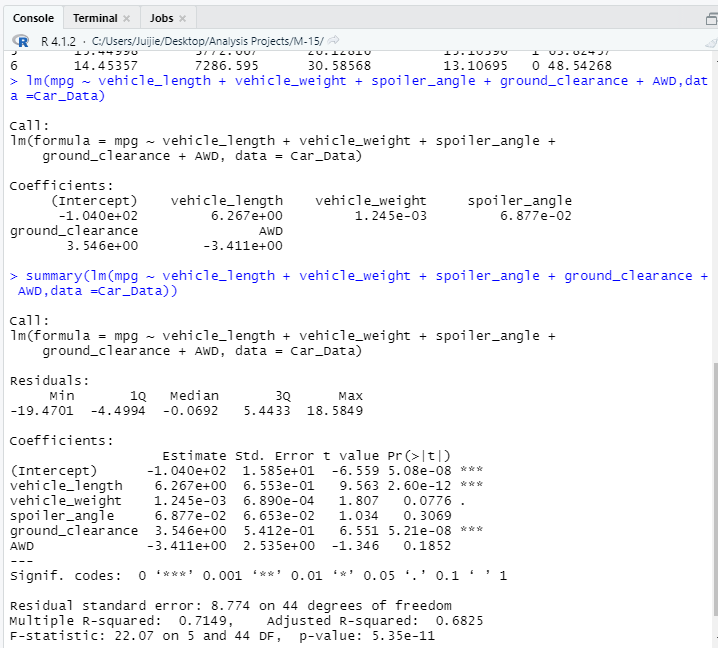 Console Terminal Jobs
R 4.1.2 · C:/Users/Juijie/Desktop/Analysis Projects/M-15/
6 14.45357 7286.595 30.58568 13.10695 0 48.54268
> lm(mpg ~ vehicle_length + vehicle_weight + spoiler_angle + ground_clearance + AWD,dat
a =Car_Data)
Call:
lm(formula = mpg ~ vehicle_length + vehicle_weight + spoiler_angle +
ground_clearance + AWD, data = Car_Data)
Coefficients:
(Intercept) vehicle_length vehicle_weight spoiler_angle
-1.040e+02 6.267e+00 1.245e-03 6.877e-02
ground_clearance AWD
3.546e+00 -3.411e+00
> summary(lm(mpg ~ vehicle_length + vehicle_weight + spoiler_angle + ground_clearance +
AWD,data =Car_Data))
Call:
lm(formula = mpg ~ vehicle_length + vehicle_weight + spoiler_angle +
ground_clearance + AWD, data = Car_Data)
Residuals:
Min 1Q Median 3Q Max
-19.4701 -4.4994 -0.0692 5.4433 18.5849
Coefficients:
Estimate Std. Error t value Pr(>|t|)
(Intercept) -1.040e+02 1.585e+01 -6.559 5.08e-08 ***
vehicle_length 6.267e+00 6.553e-01 9.563 2.60e-12 ***
vehicle_weight 1.245e-03 6.890e-04 1.807 0.0776 .
spoiler_angle 6.877e-02 6.653e-02 1.034 0.3069
ground_clearance 3.546e+00 5.412e-01 6.551 5.21e-08 ***
AWD -3.411e+00 2.535e+00 -1.346 0.1852
---
Signif. codes: 0 ‘***’ 0.001 ‘**’ 0.01 ‘*’ 0.05 ‘.’ 0.1 ‘ ’ 1
Residual standard error: 8.774 on 44 degrees of freedom
Multiple R-squared: 0.7149, Adjusted R-squared: 0.6825
F-statistic: 22.07 on 5 and 44 DF, p-value: 5.35e-11